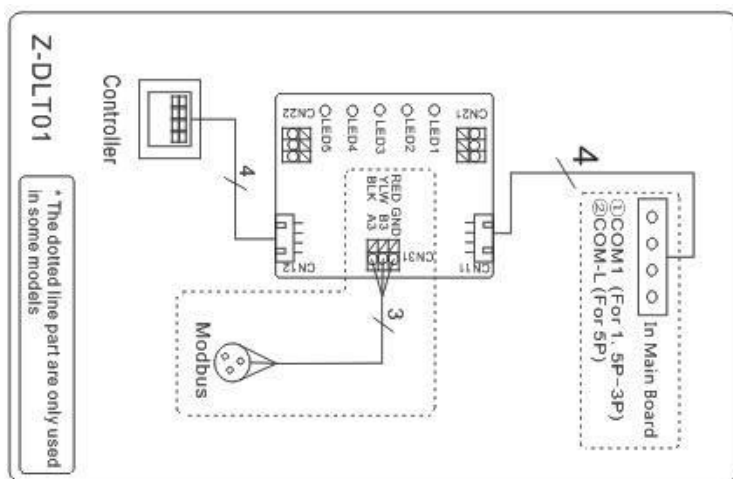 Z-DLT01
* The dotted line part are only used
in some models
Controller
4
CN22
LED5
LED4
LED3
LED2
LED1
CN21
RED GND
YLW B3
BLK A3
CN31
CN12
CN11
3
Modbus
4
In Main Board
①COM1 (For 1. 5P-3P)
②COM-L (For 5P)